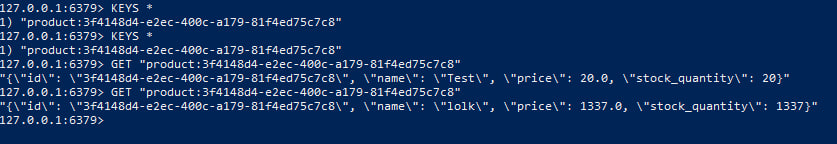 127.0.0.1:6379> KEYS *
1) "product:3f4148d4-e2ec-400c-a179-81f4ed75c7c8"
127.0.0.1:6379> KEYS *
1) "product:3f4148d4-e2ec-400c-a179-81f4ed75c7c8"
127.0.0.1:6379> GET "product:3f4148d4-e2ec-400c-a179-81f4ed75c7c8"
"{\"id\": \"3f4148d4-e2ec-400c-a179-81f4ed75c7c8\", \"name\": \"Test\", \"price\": 20.0, \"stock_quantity\": 20}"
127.0.0.1:6379> GET "product:3f4148d4-e2ec-400c-a179-81f4ed75c7c8"
"{\"id\": \"3f4148d4-e2ec-400c-a179-81f4ed75c7c8\", \"name\": \"lolk\", \"price\": 1337.0, \"stock_quantity\": 1337}"
127.0.0.1:6379>